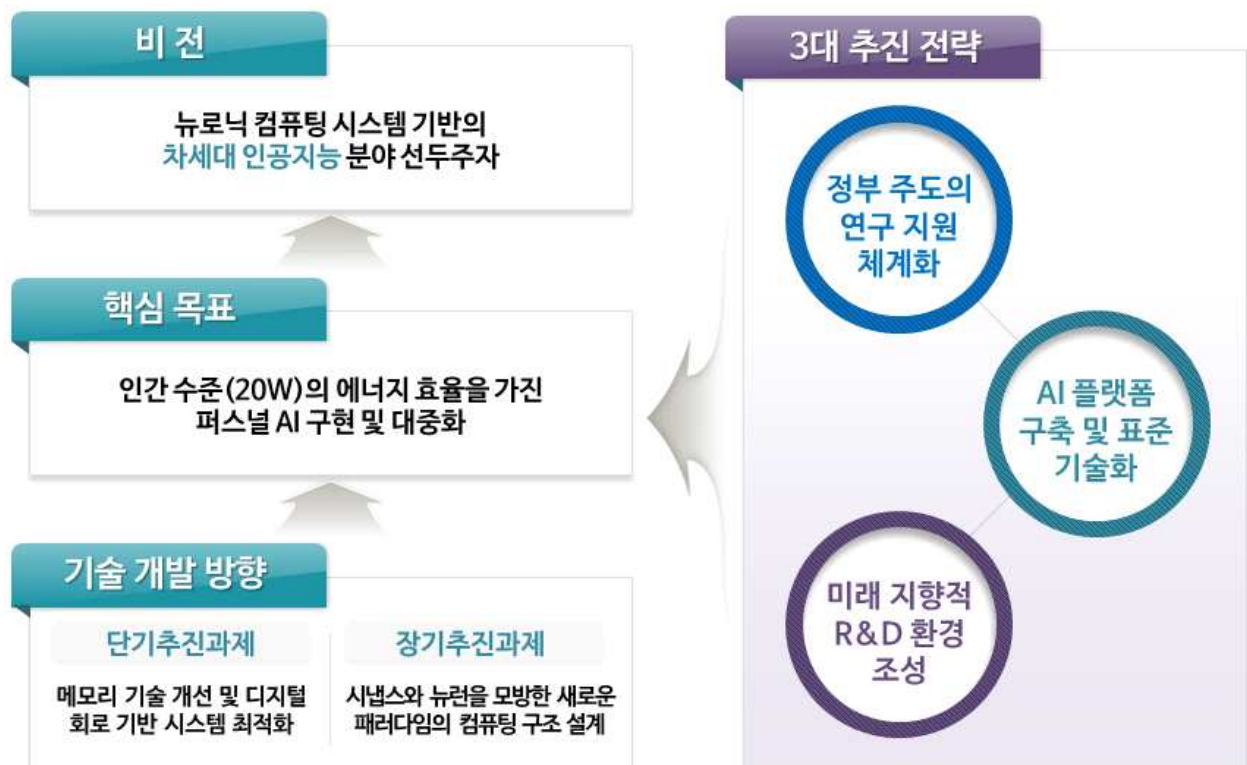 비 전
뉴로닉 컴퓨팅 시스템 기반의
차세대 인공지능 분야 선두주자
핵심 목표
인간 수준(20W)의 에너지 효율을 가진
퍼스널 AI 구현 및 대중화
기술 개발 방향
단기추진과제
메모리 기술 개선 및 디지털
회로 기반 시스템 최적화
장기추진과제
시냅스와 뉴런을 모방한 새로운
패러다임의 컴퓨팅 구조 설계
3대 추진 전략
정부 주도의
연구 지원
체계화
AI 플랫폼
구축 및 표준
기술화
미래 지향적
R&D 환경
조성